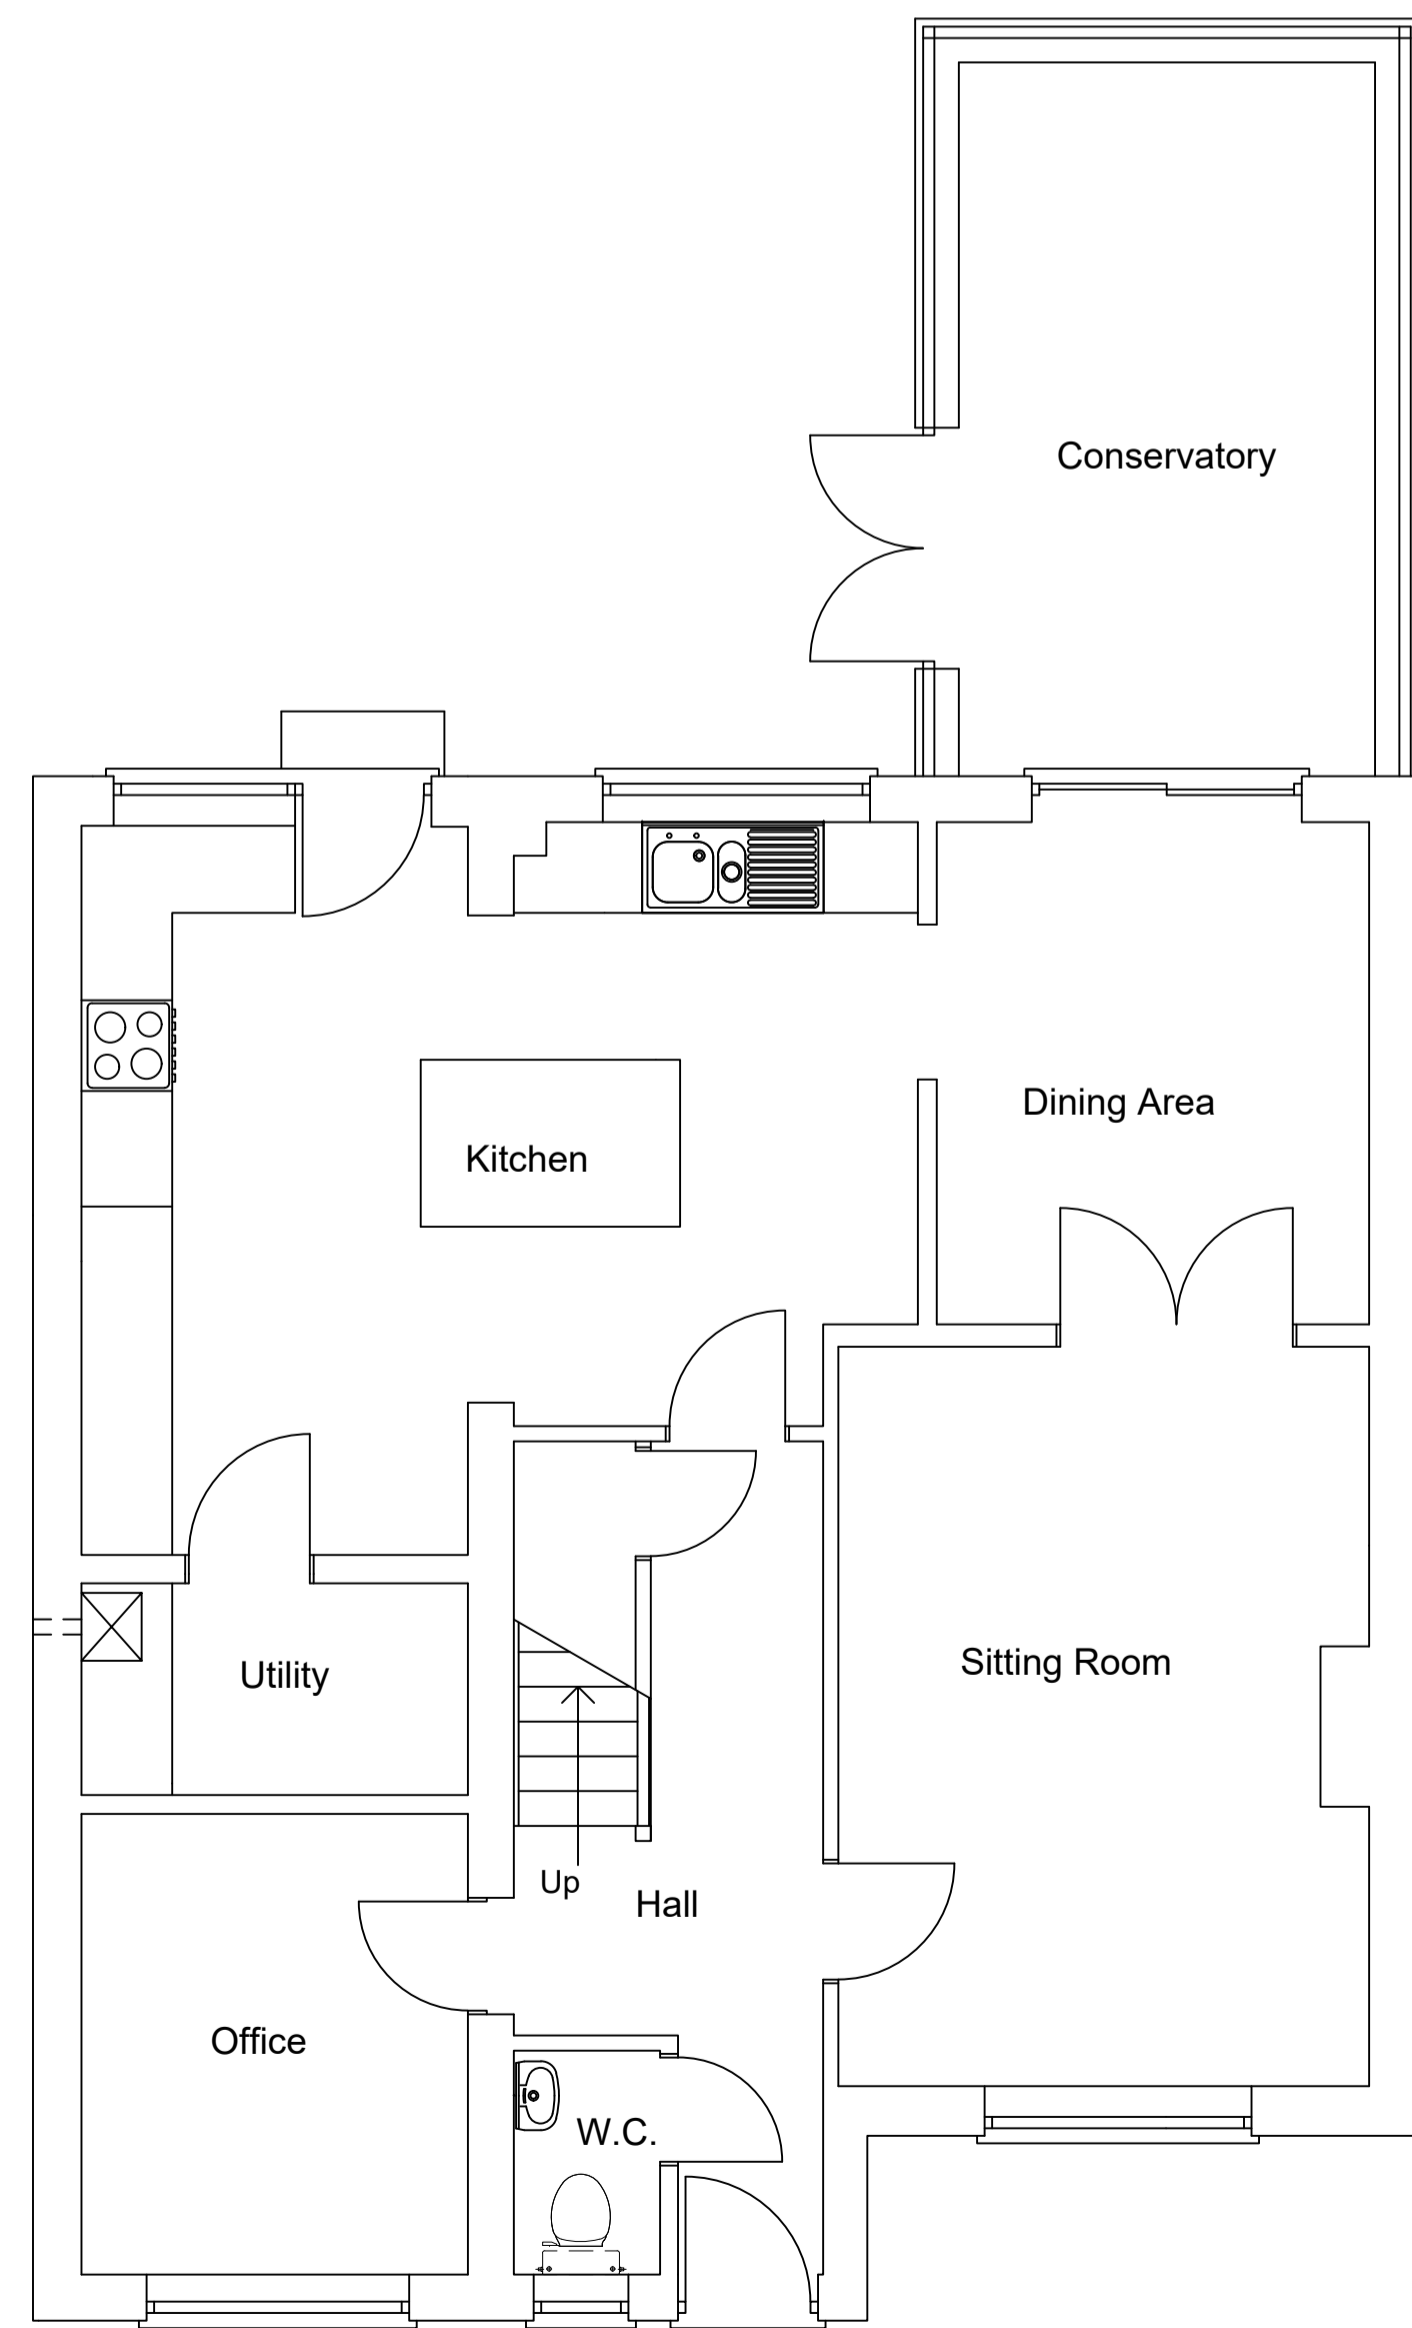 Conservatory
Dining Area
Kitchen
Sitting Room
Utility
Up
Hall
Office
W.C.